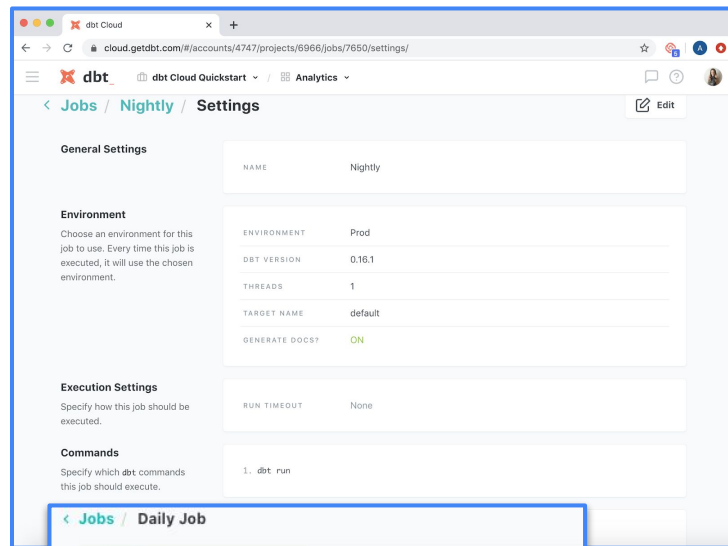 dbt Cloud
cloud.getdbt.com/#/accounts/4747/projects/6966/jobs/7650/settings/
5
A
dbt_ dbt Cloud Quickstart / Analytics
Jobs / Nightly / Settings
Edit
General Settings
NAME Nightly
Environment
Choose an environment for this
job to use. Every time this job is
executed, it will use the chosen
environment.
ENVIRONMENT Prod
DBT VERSION 0.16.1
THREADS 1
TARGET NAME default
GENERATE DOCS? ON
Execution Settings
Specify how this job should be
executed.
RUN TIMEOUT None
Commands
Specify which dbt commands
this job should execute.
1. dbt run
Jobs / Daily Job